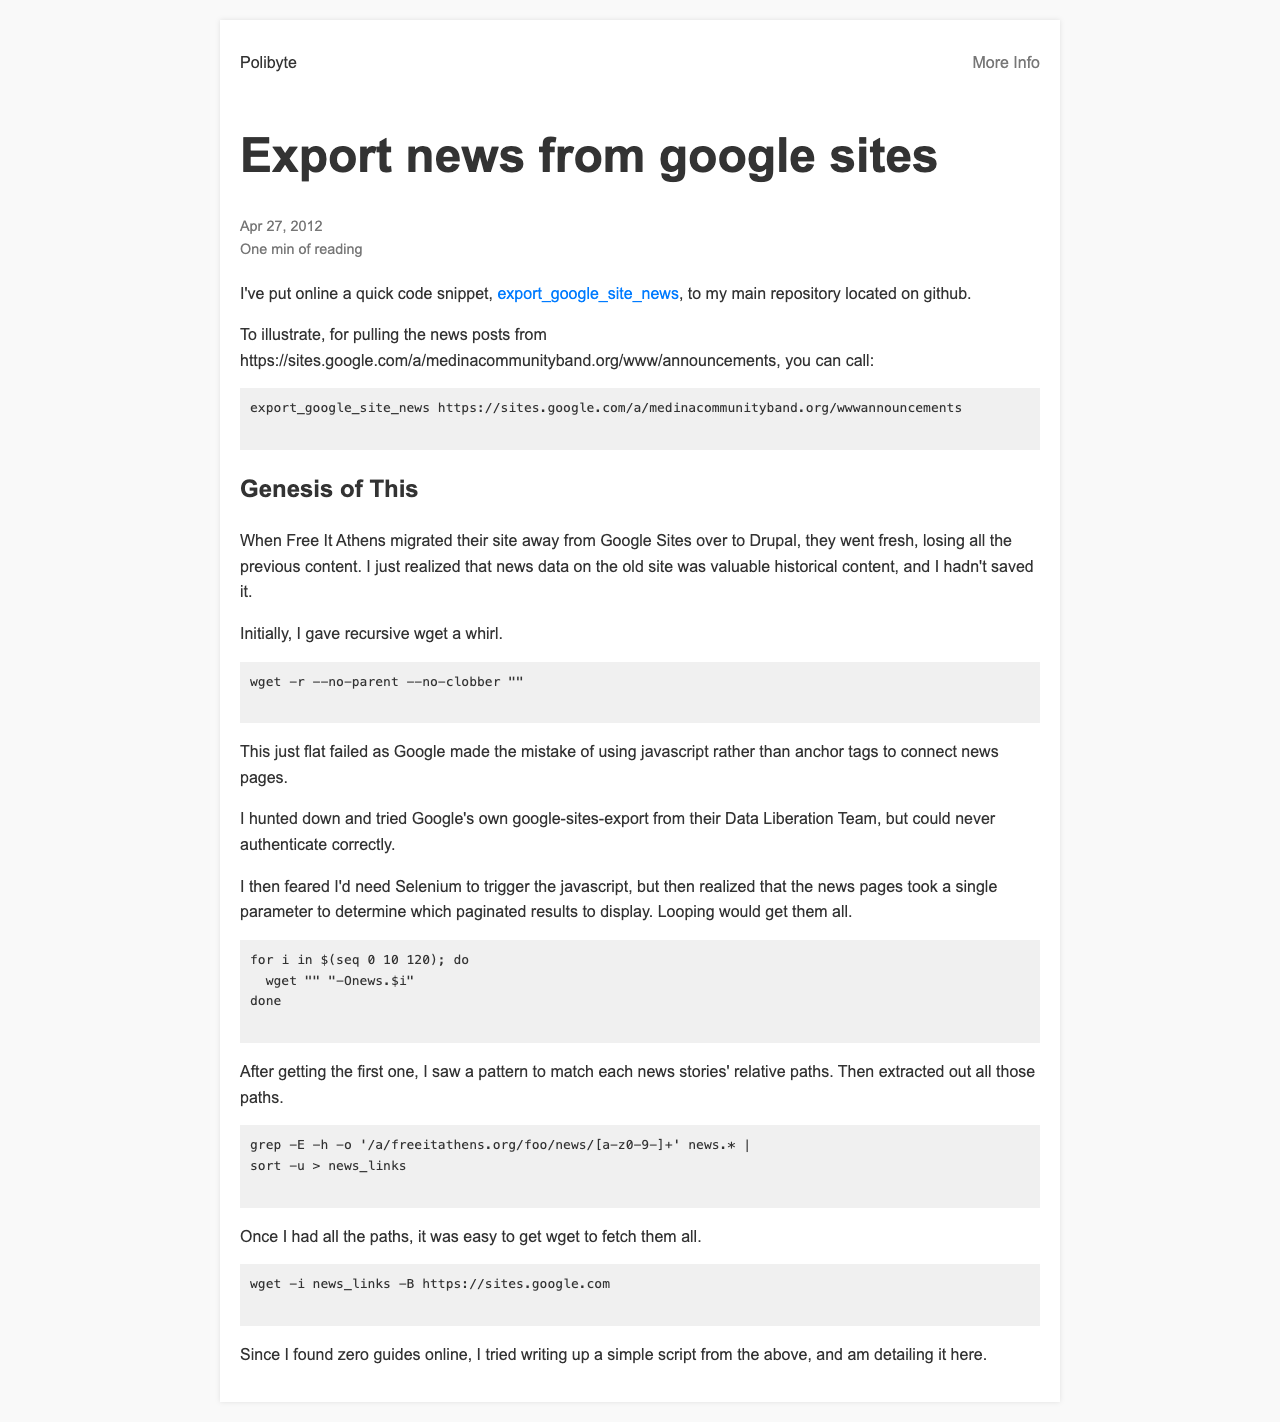 Polibyte
More Info
Export news from google sites
Apr 27, 2012
One min of reading
I've put online a quick code snippet, export_google_site_news, to my main repository located on github.
To illustrate, for pulling the news posts from
https://sites.google.com/a/medinacommunityband.org/www/announcements, you can call:
export_google_site_news https://sites.google.com/a/medinacommunityband.org/wwwannouncements
Genesis of This
When Free It Athens migrated their site away from Google Sites over to Drupal, they went fresh, losing all the
previous content. I just realized that news data on the old site was valuable historical content, and I hadn't saved
it.
Initially, I gave recursive wget a whirl.
wget -r --no-parent --no-clobber ""
This just flat failed as Google made the mistake of using javascript rather than anchor tags to connect news
pages.
I hunted down and tried Google's own google-sites-export from their Data Liberation Team, but could never
authenticate correctly.
I then feared I'd need Selenium to trigger the javascript, but then realized that the news pages took a single
parameter to determine which paginated results to display. Looping would get them all.
for i in $(seq 0 10 120); do
  wget "" "-Onews.$i"
done
After getting the first one, I saw a pattern to match each news stories' relative paths. Then extracted out all those
paths.
grep -E -h -o '/a/freeitathens.org/foo/news/[a-z0-9-]+' news.* |
sort -u > news_links
Once I had all the paths, it was easy to get wget to fetch them all.
wget -i news_links -B https://sites.google.com
Since I found zero guides online, I tried writing up a simple script from the above, and am detailing it here.